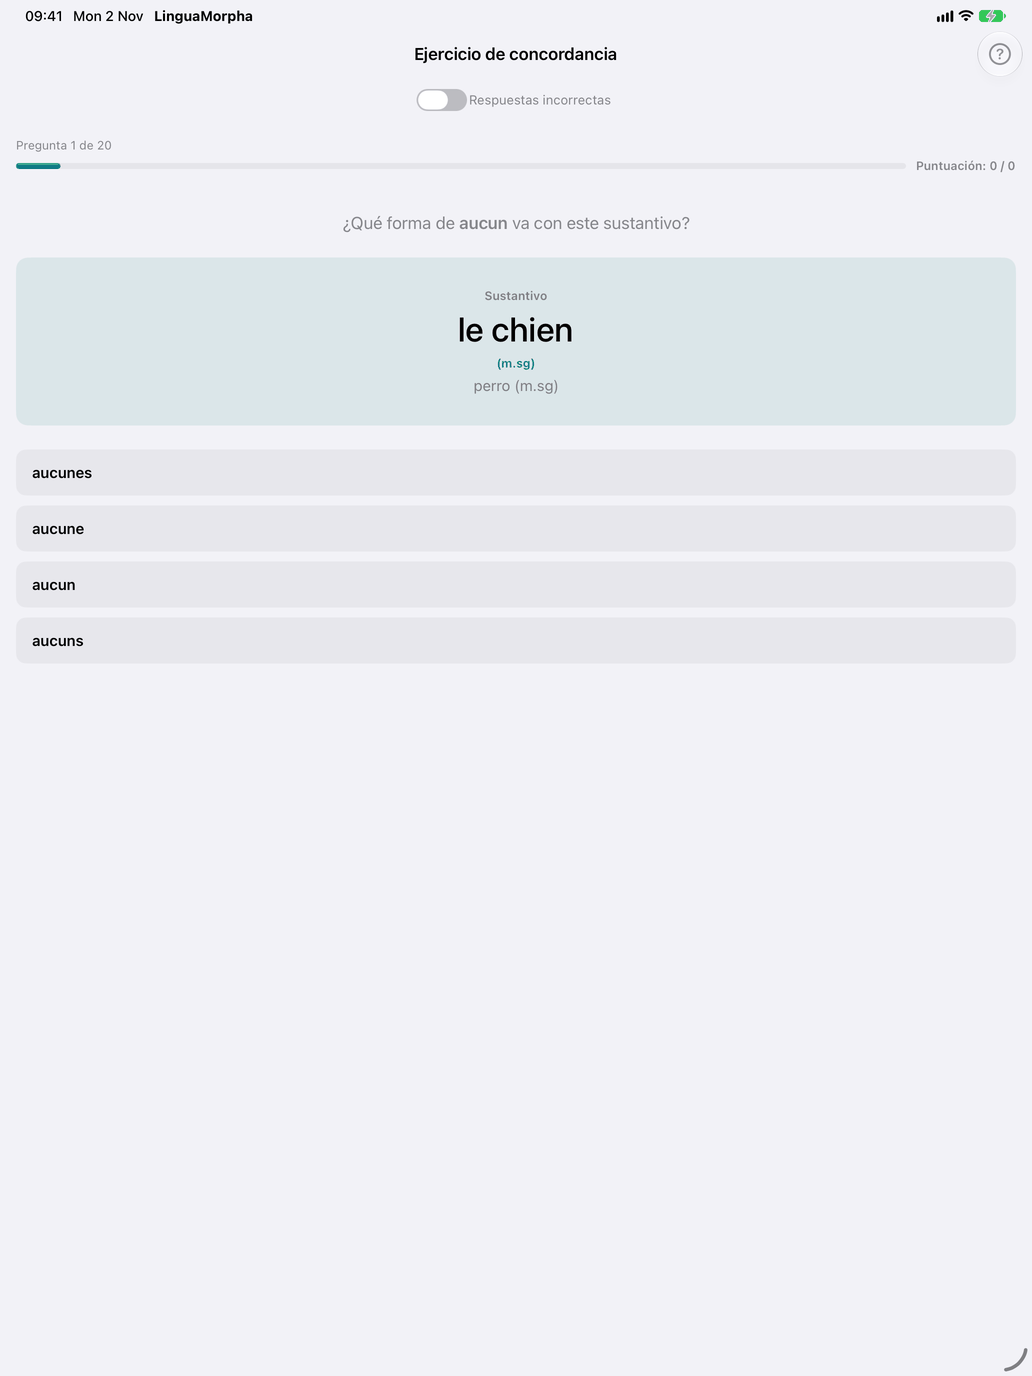 09:41 Mon 2 Nov LinguaMorpha
Ejercicio de concordancia
?
Respuestas incorrectas
Pregunta 1 de 20
Puntuación: 0 / 0
¿Qué forma de aucun va con este sustantivo?
Sustantivo
le chien
(m.sg)
perro (m.sg)
aucunes
aucune
aucun
aucuns